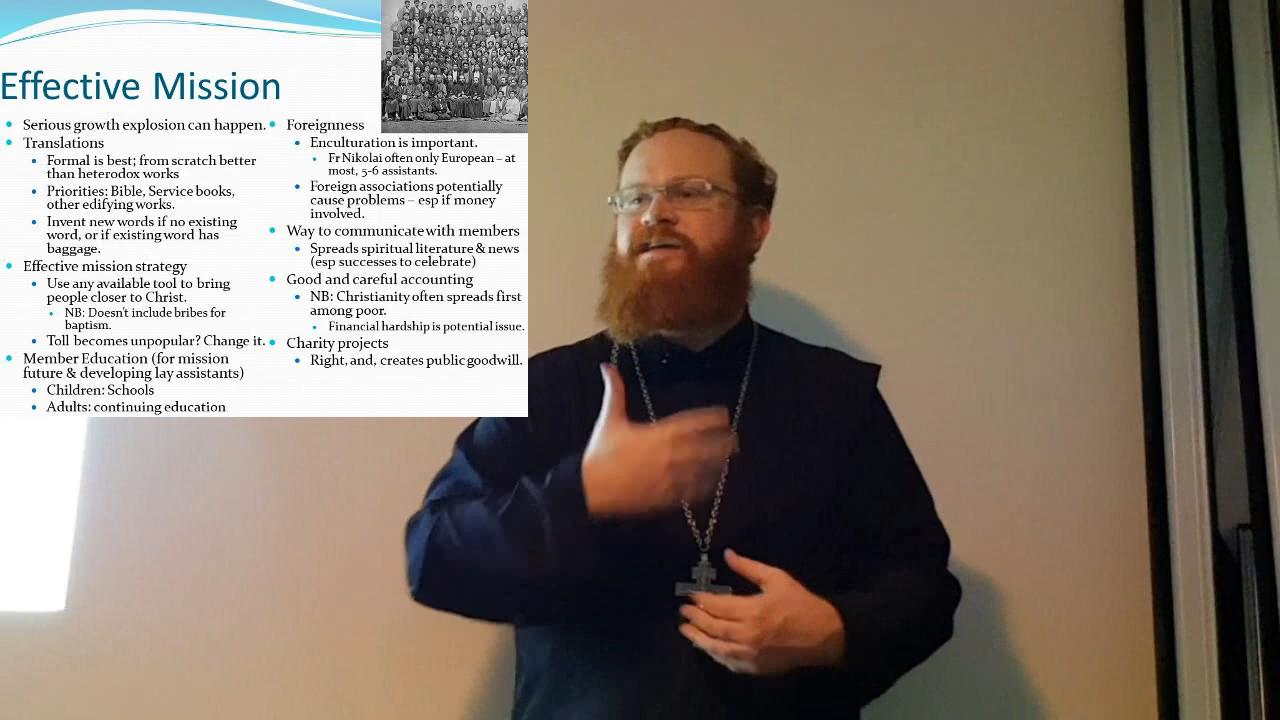 Effective Mission
Serious growth explosion can happen.
Translations
Formal is best; from scratch better
than heterodox works
Priorities: Bible, Service books,
other edifying works.
Invent new words if no existing
word, or if existing word has
baggage.
Effective mission strategy
Use any available tool to bring
people closer to Christ.
NB: Doesn't include bribes for
baptism.
Toll becomes unpopular? Change it.
Member Education (for mission
future & developing lay assistants)
Children: Schools
Adults: continuing education
Foreignness
Enculturation is important.
Fr Nikolai often only European – at
most, 5-6 assistants.
Foreign associations potentially
cause problems – esp if money
involved.
Way to communicate with members
Spreads spiritual literature & news
(esp successes to celebrate)
Good and careful accounting
NB: Christianity often spreads first
among poor.
Financial hardship is potential issue.
Charity projects
Right, and, creates public goodwill.